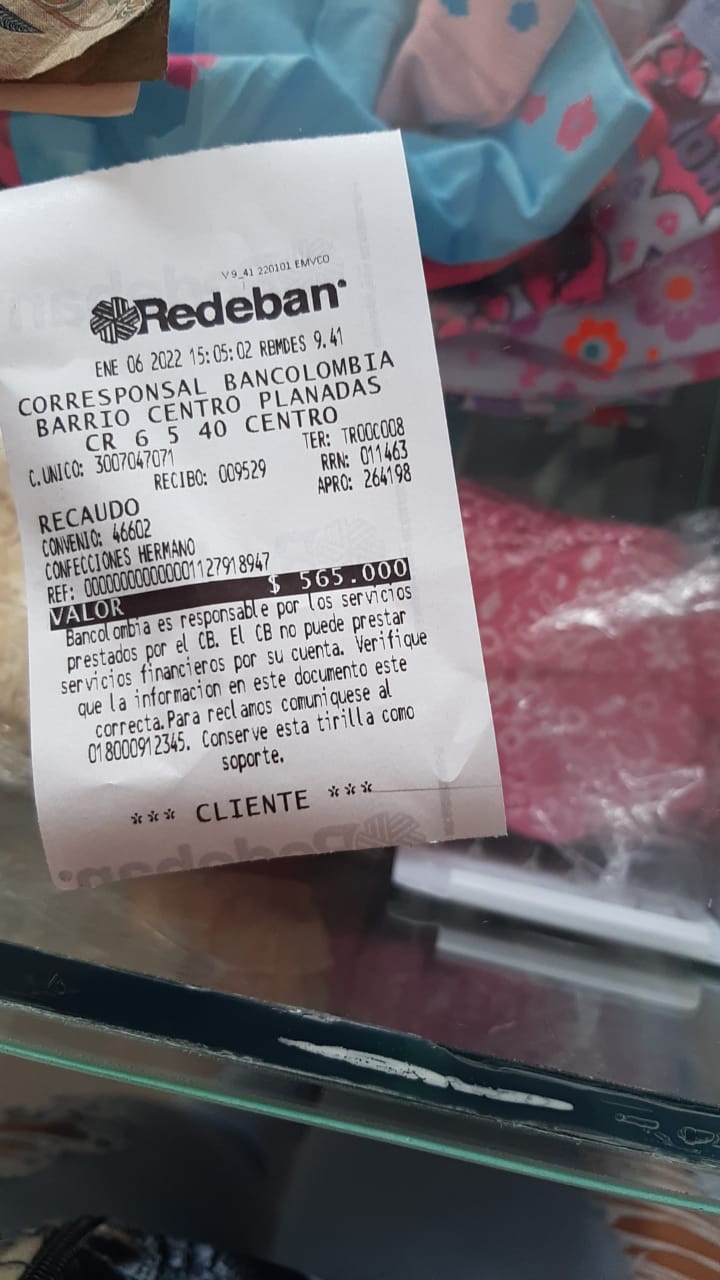 V9_41 220101 EMVCO
Redeban
ENE 06 2022 15:05:02 RBMDES 9.41
CORRESPONSAL BANCOLOMBIA
BARRIO CENTRO PLANADAS
CR 6 5 40 CENTRO
C.UNICO: 3007047071 TER: TR00C008
RECIBO: 009529 RRN: 011463
APRO: 264198
RECAUDO
CONVENIO: 46602
CONFECCIONES HERMANO
REF: 00000000000001127918947
VALOR $ 565.000
Bancolombia es responsable por los servicios
prestados por el CB. El CB no puede prestar
servicios financieros por su cuenta. Verifique
que la informacion en este documento este
correcta.Para reclamos comuniquese al
018000912345. Conserve esta tirilla como
soporte.
*** CLIENTE ***